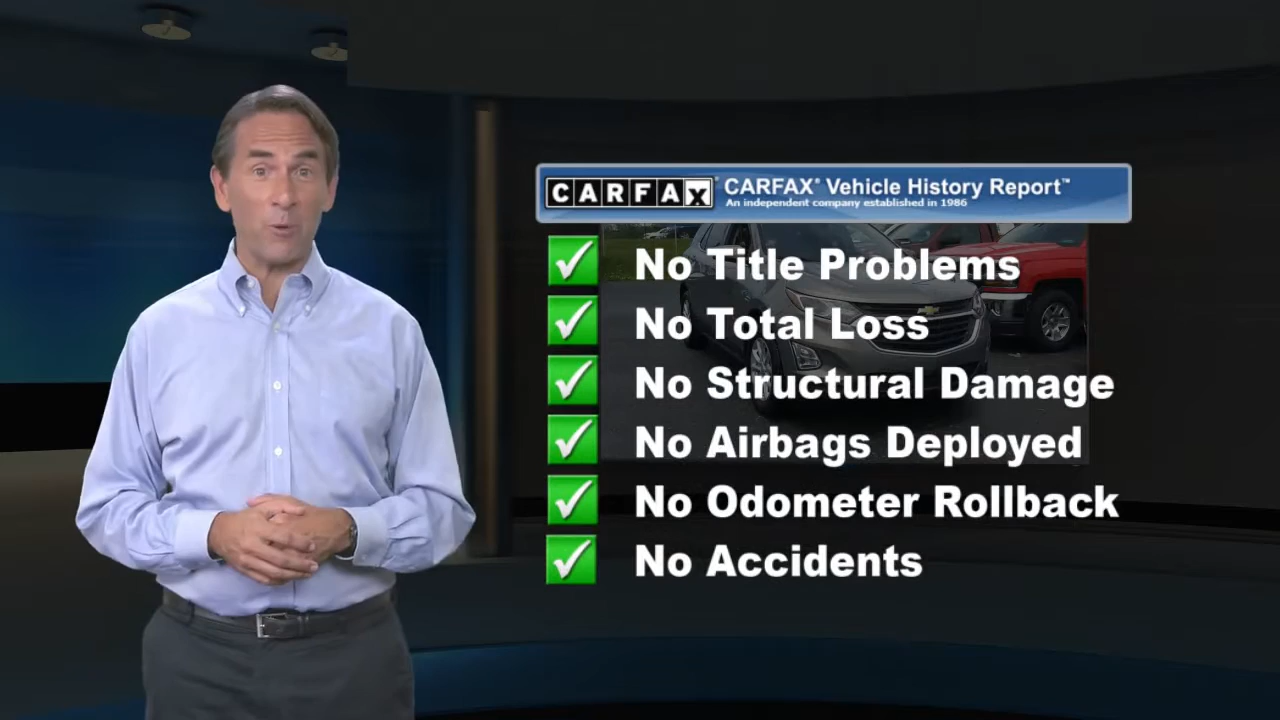 CARFAX® CARFAX® Vehicle History Report™
An independent company established in 1986
No Title Problems
No Total Loss
No Structural Damage
No Airbags Deployed
No Odometer Rollback
No Accidents